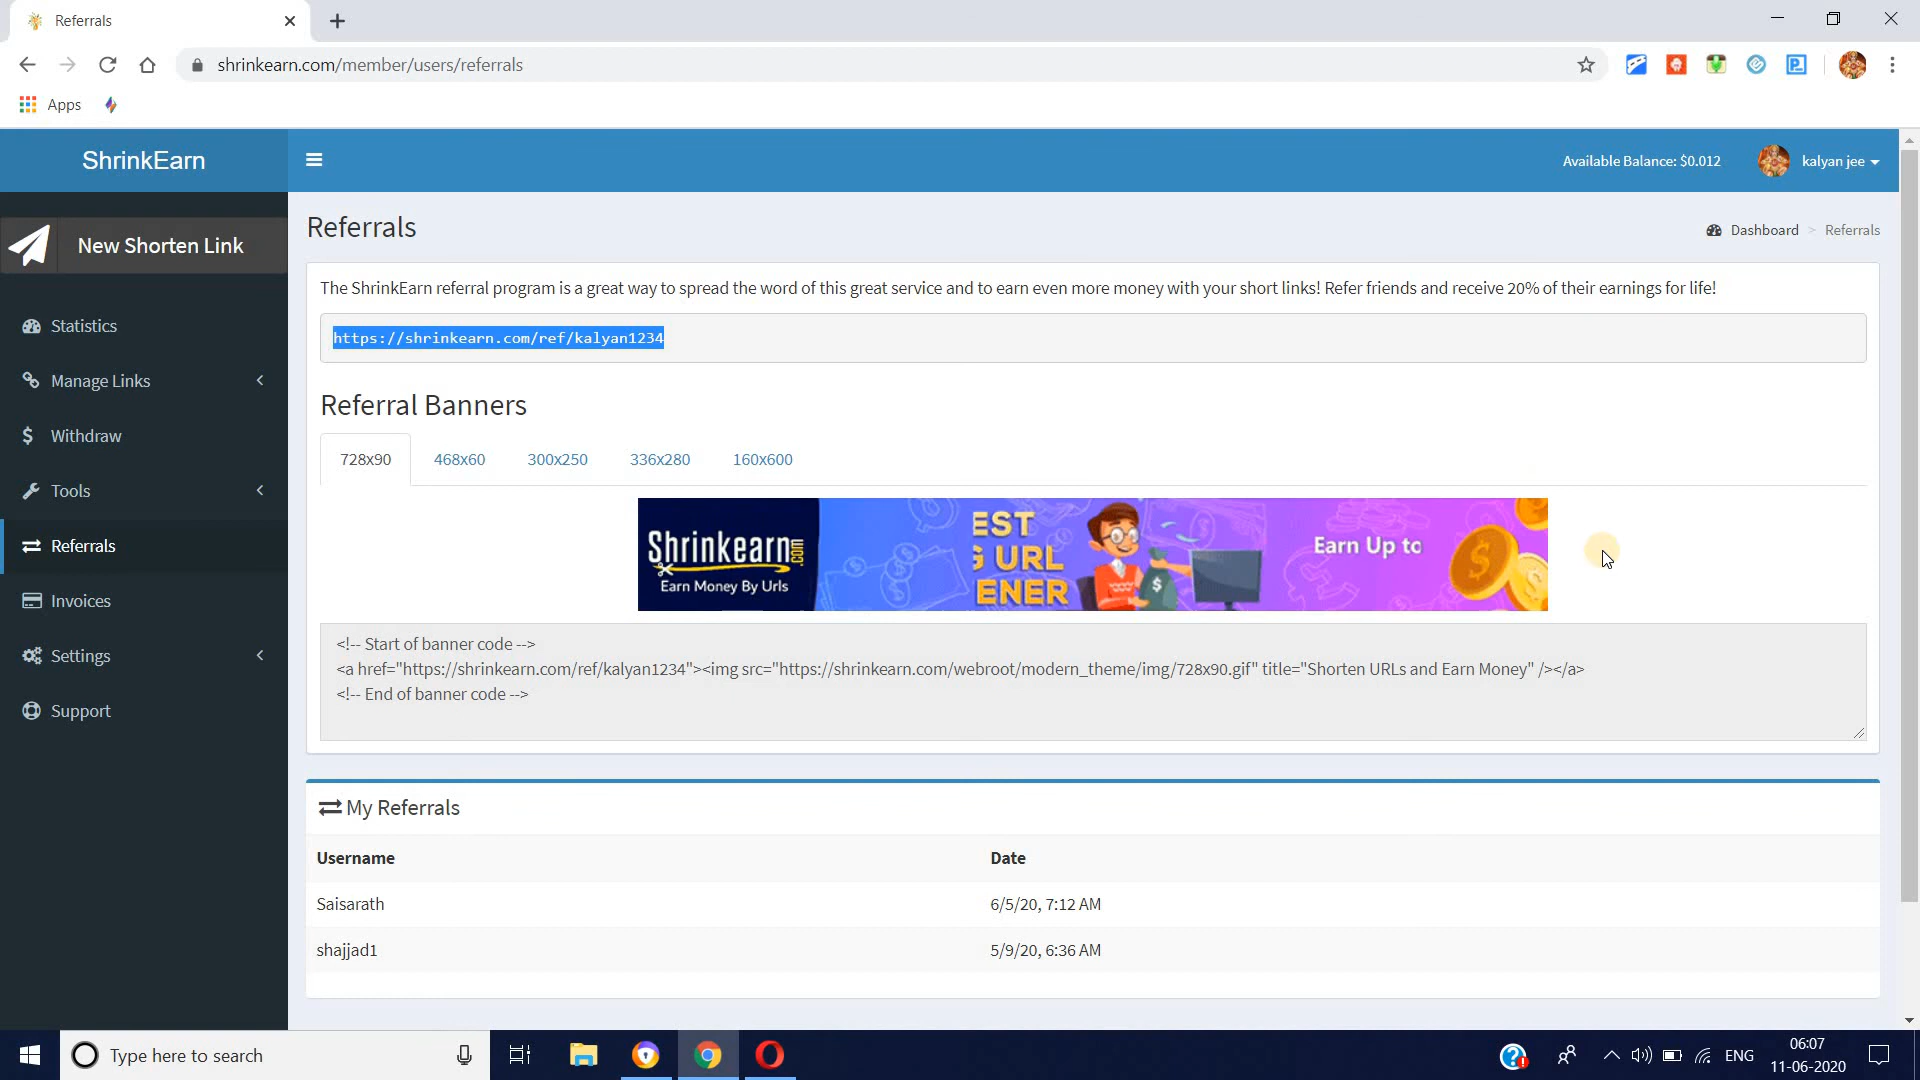 Referrals
shrinkearn.com/member/users/referrals
Apps
ShrinkEarn
Available Balance: $0.012
kalyan jee
New Shorten Link
Statistics
Manage Links
Withdraw
Tools
Referrals
Invoices
Settings
Support
Referrals
Dashboard > Referrals
The ShrinkEarn referral program is a great way to spread the word of this great service and to earn even more money with your short links! Refer friends and receive 20% of their earnings for life!
https://shrinkearn.com/ref/kalyan1234
Referral Banners
728x90 468x60 300x250 336x280 160x600
Shrinkearn.com
Earn Money By Urls
EST
G URL
ENER
Earn Up to
<!-- Start of banner code -->
<a href="https://shrinkearn.com/ref/kalyan1234"><img src="https://shrinkearn.com/webroot/modern_theme/img/728x90.gif" title="Shorten URLs and Earn Money" /></a>
<!-- End of banner code -->
My Referrals
Username Date
Saisarath 6/5/20, 7:12 AM
shajjad1 5/9/20, 6:36 AM
Type here to search
ENG
06:07
11-06-2020